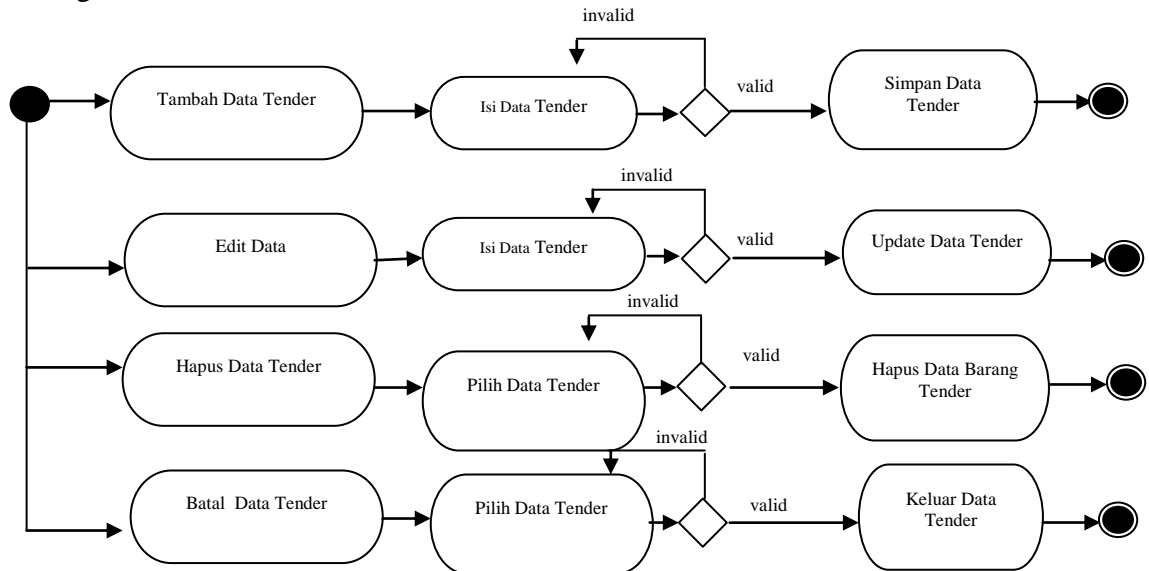 invalid
Tambah Data Tender
Isi Data Tender
valid
Simpan Data
Tender
invalid
Edit Data
Isi Data Tender
valid
Update Data Tender
invalid
Hapus Data Tender
Pilih Data Tender
valid
Hapus Data Barang
Tender
invalid
Batal Data Tender
Pilih Data Tender
valid
Keluar Data
Tender